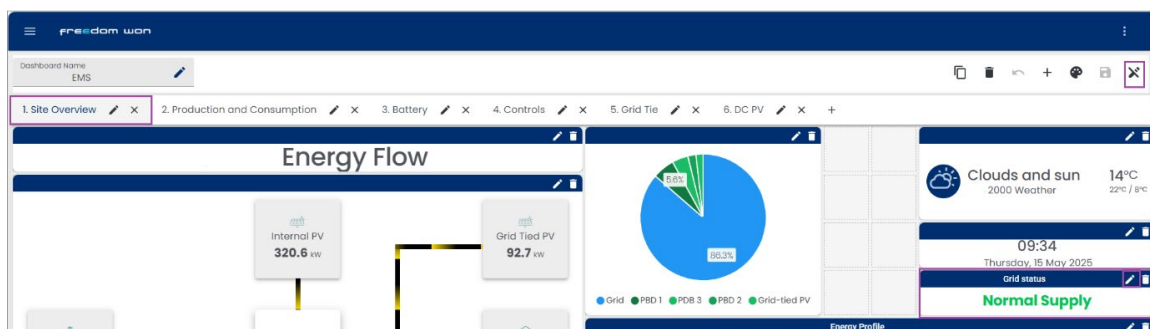 freedom won
Dashboard Name
EMS
1. Site Overview
2. Production and Consumption
3. Battery
4. Controls
5. Grid Tie
6. DC PV
Energy Flow
Internal PV
320.6 kW
Grid Tied PV
92.7 kW
5.6%
86.3%
Grid PBD 1 PDB 3 PBD 2 Grid-tied PV
Clouds and sun
2000 Weather
14°C
22°C / 8°C
09:34
Thursday, 15 May 2025
Grid status
Normal Supply
Energy Profile